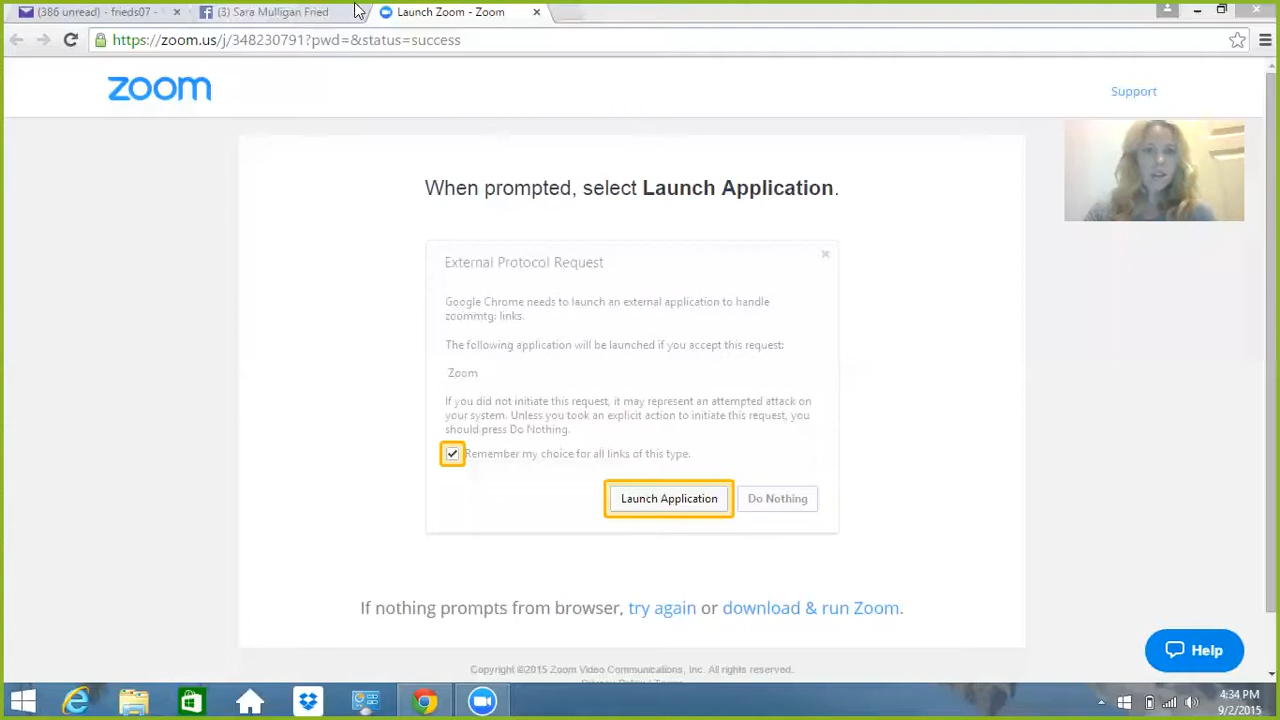 (386 unread) - frieds07 -
(3) Sara Mulligan Fried
Launch Zoom - Zoom
https://zoom.us/j/348230791?pwd=&status=success
zoom
Support
When prompted, select Launch Application.
External Protocol Request
Google Chrome needs to launch an external application to handle
zoommtg: links.
The following application will be launched if you accept this request:
Zoom
If you did not initiate this request, it may represent an attempted attack on
your system. Unless you took an explicit action to initiate this request, you
should press Do Nothing.
Remember my choice for all links of this type.
Launch Application
Do Nothing
If nothing prompts from browser, try again or download & run Zoom.
Help
Copyright ©2015 Zoom Video Communications, Inc. All rights reserved.
Privacy Policy | Terms
4:34 PM
9/2/2015